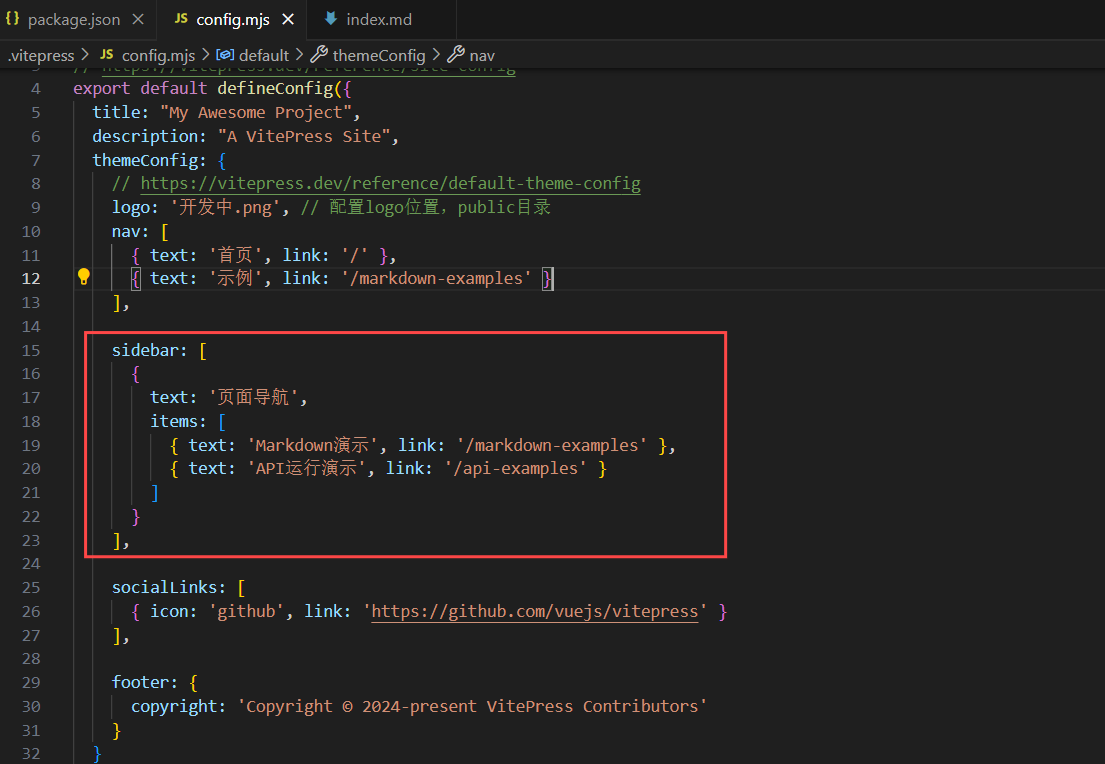 {} package.json ×
JS config.mjs ×
index.md
.vitepress > JS config.mjs > default > themeConfig > nav
3 // https://vitepress.dev/reference/site-config
4 export default defineConfig({
5 title: "My Awesome Project",
6 description: "A VitePress Site",
7 themeConfig: {
8 // https://vitepress.dev/reference/default-theme-config
9 logo: '开发中.png', // 配置logo位置，public目录
10 nav: [
11 { text: '首页', link: '/' },
12 { text: '示例', link: '/markdown-examples' }
13 ],
14
15 sidebar: [
16 {
17 text: '页面导航',
18 items: [
19 { text: 'Markdown演示', link: '/markdown-examples' },
20 { text: 'API运行演示', link: '/api-examples' }
21 ]
22 }
23 ],
24
25 socialLinks: [
26 { icon: 'github', link: 'https://github.com/vuejs/vitepress' }
27 ],
28
29 footer: {
30 copyright: 'Copyright © 2024-present VitePress Contributors'
31 }
32 }